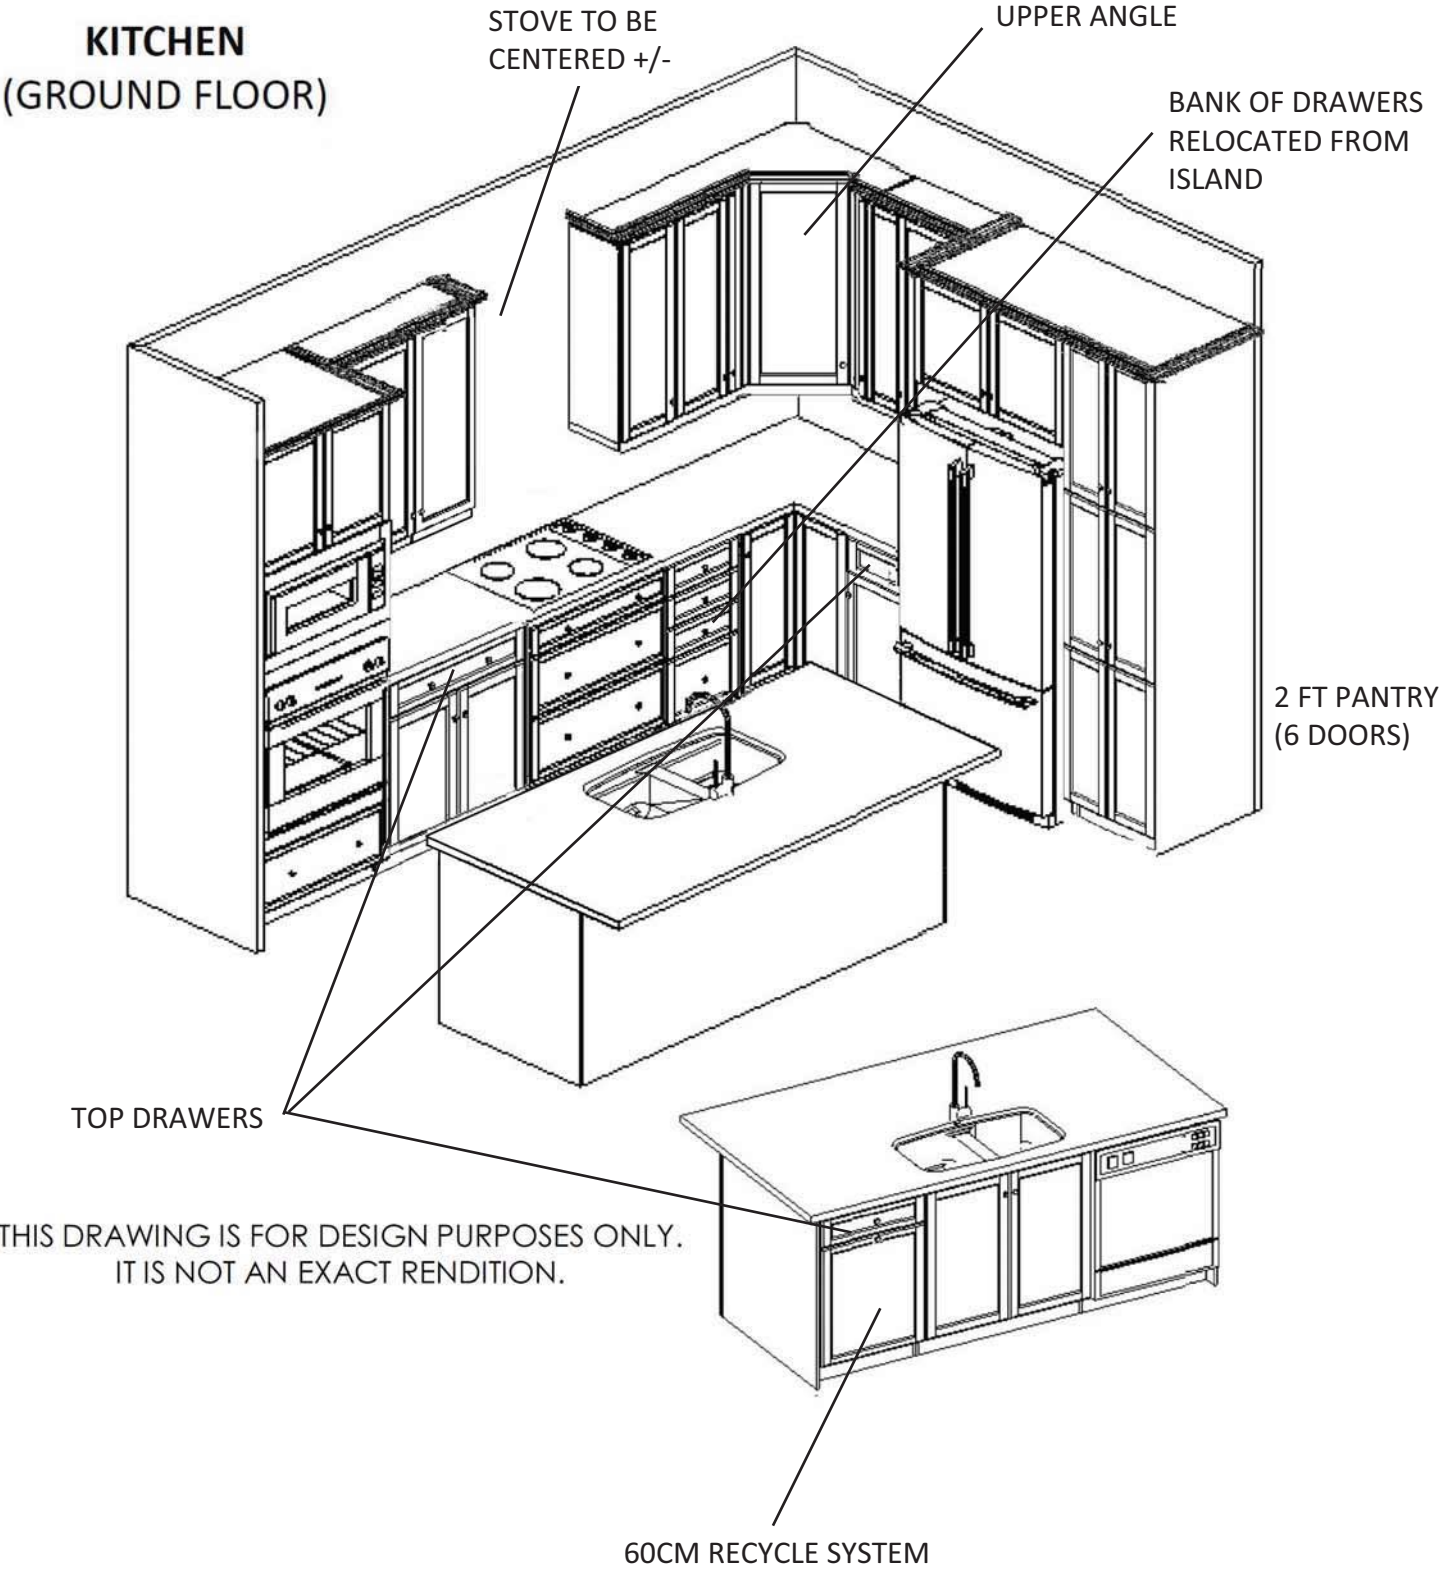 KITCHEN
(GROUND FLOOR)
STOVE TO BE
CENTERED +/-
UPPER ANGLE
BANK OF DRAWERS
RELOCATED FROM
ISLAND
2 FT PANTRY
(6 DOORS)
TOP DRAWERS
THIS DRAWING IS FOR DESIGN PURPOSES ONLY.
IT IS NOT AN EXACT RENDITION.
60CM RECYCLE SYSTEM